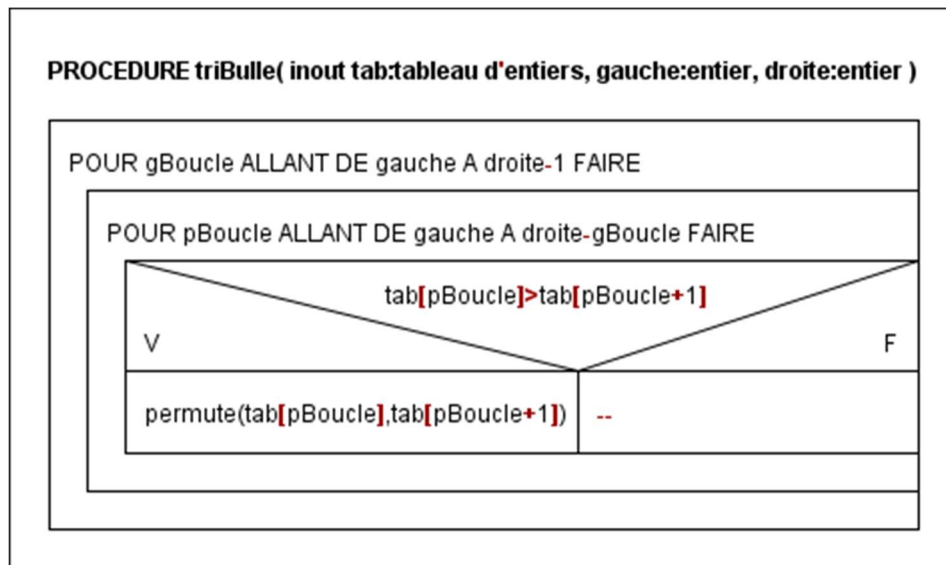 PROCEDURE triBulle( inout tab:tableau d'entiers, gauche:entier, droite:entier )
POUR gBoucle ALLANT DE gauche A droite-1 FAIRE
POUR pBoucle ALLANT DE gauche A droite-gBoucle FAIRE
tab[pBoucle]>tab[pBoucle+1]
V F
permute(tab[pBoucle],tab[pBoucle+1]) --